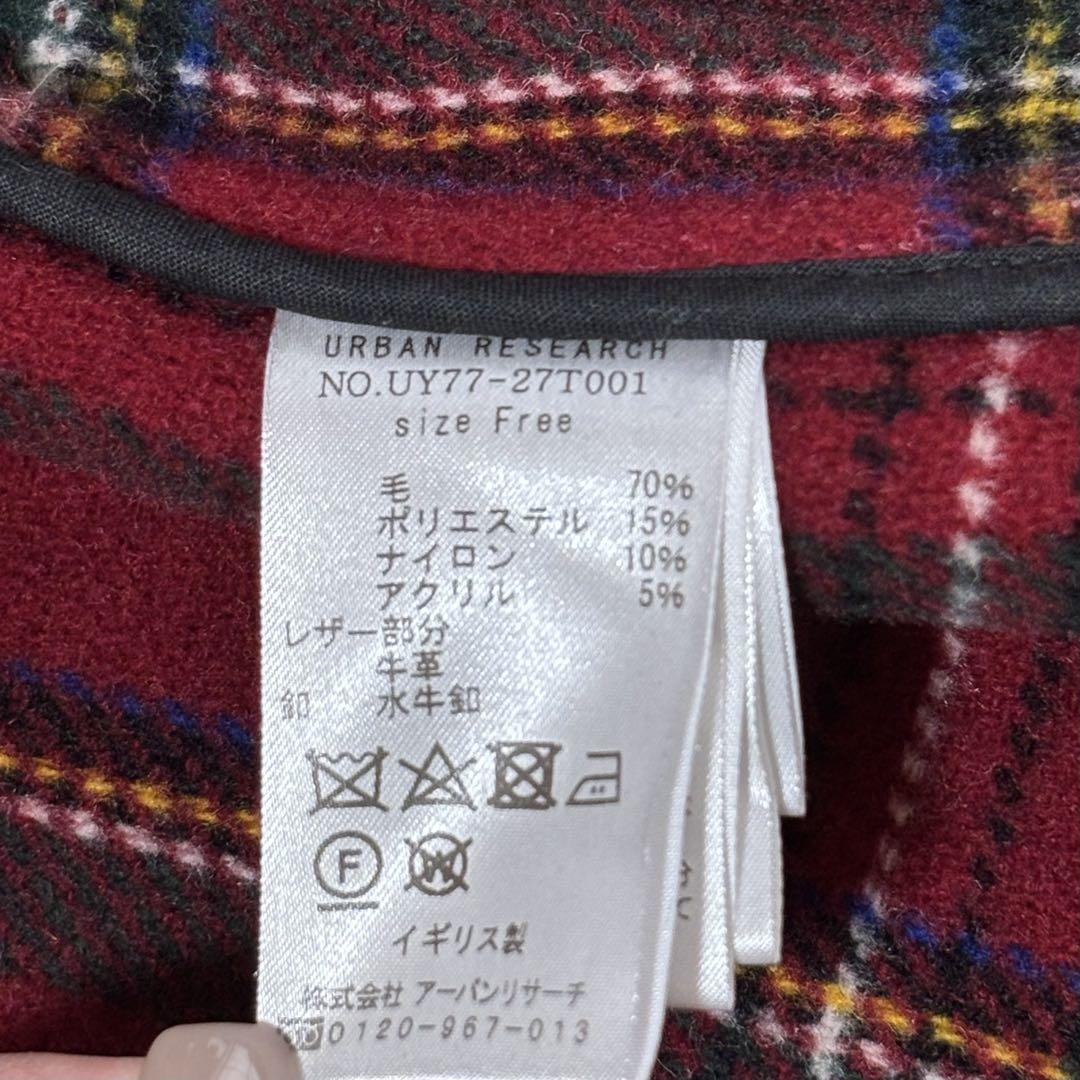 URBAN RESEARCH
NO.UY77-27T001
size Free
毛 70%
ポリエステル 15%
ナイロン 10%
アクリル 5%
レザー部分
牛革
釦 水牛釦
F W
イギリス製
株式会社 アーバンリサーチ
0120-967-013